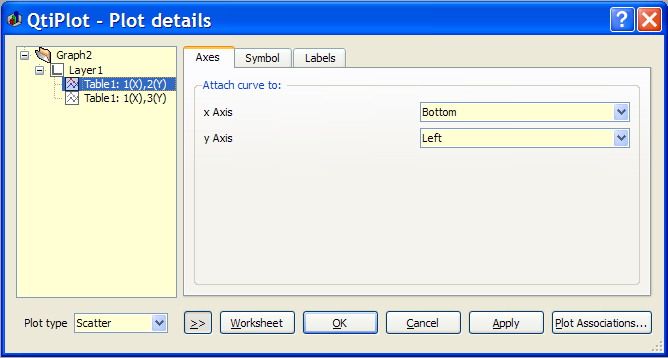 QtiPlot - Plot details
Graph2
Layer1
Table1: 1(X),2(Y)
Table1: 1(X),3(Y)
Axes Symbol Labels
Attach curve to:
x Axis Bottom
y Axis Left
Plot type Scatter >> Worksheet OK Cancel Apply Plot Associations...